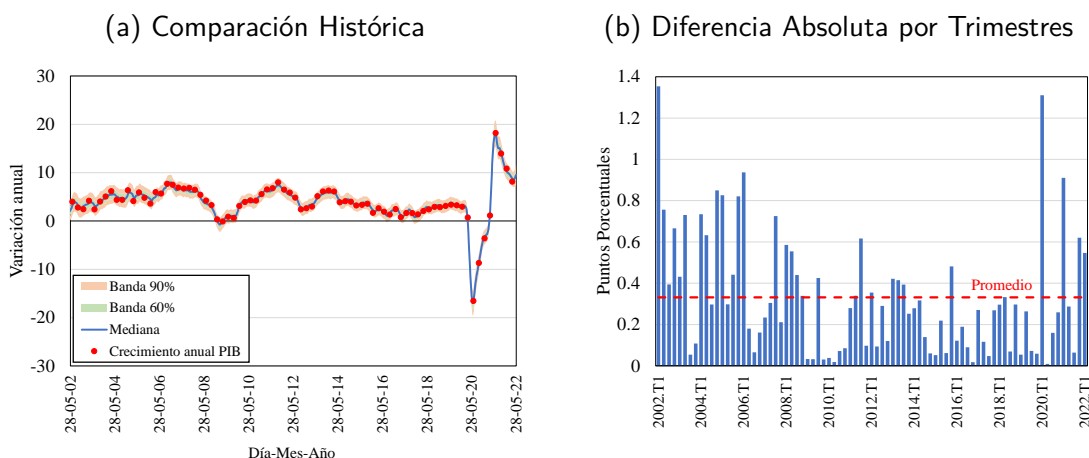 (a) Comparación Histórica
Variación anual
30
20
10
0
-10
-20
-30
Banda 90%
Banda 60%
Mediana
Crecimiento anual PIB
28-05-02
28-05-04
28-05-06
28-05-08
28-05-10
28-05-12
28-05-14
28-05-16
28-05-18
28-05-20
28-05-22
Día-Mes-Año
(b) Diferencia Absoluta por Trimestres
Puntos Porcentuales
1.4
1.2
1
0.8
0.6
0.4
0.2
0
Promedio
2002.T1
2004.T1
2006.T1
2008.T1
2010.T1
2012.T1
2014.T1
2016.T1
2018.T1
2020.T1
2022.T1